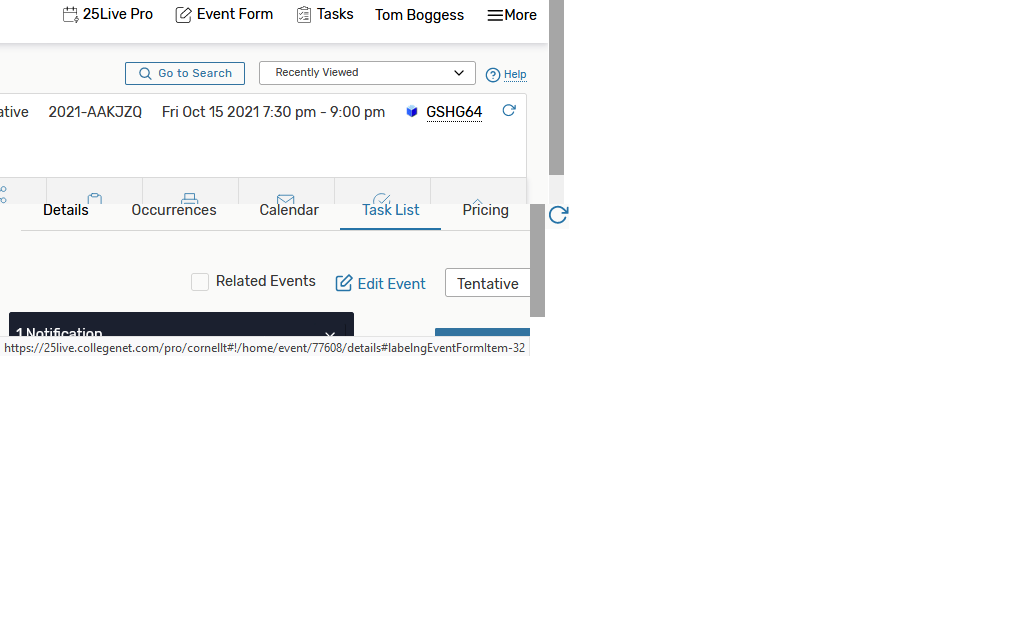 25Live Pro Event Form Tasks Tom Boggess More
Go to Search Recently Viewed Help
ative 2021-AAKJZQ Fri Oct 15 2021 7:30 pm - 9:00 pm GSHG64
Details Occurrences Calendar Task List Pricing
Related Events Edit Event Tentative
1 Notification
https://25live.collegenet.com/pro/cornellt#!/home/event/77608/details#labelngEventFormItem-32